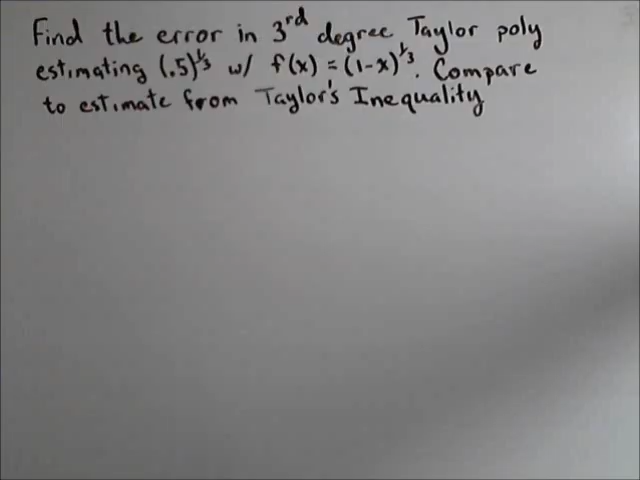 Find the error in 3rd degree Taylor poly
estimating (.5)^1/3 w/ f(x) = (1-x)^1/3. Compare
to estimate from Taylor's Inequality